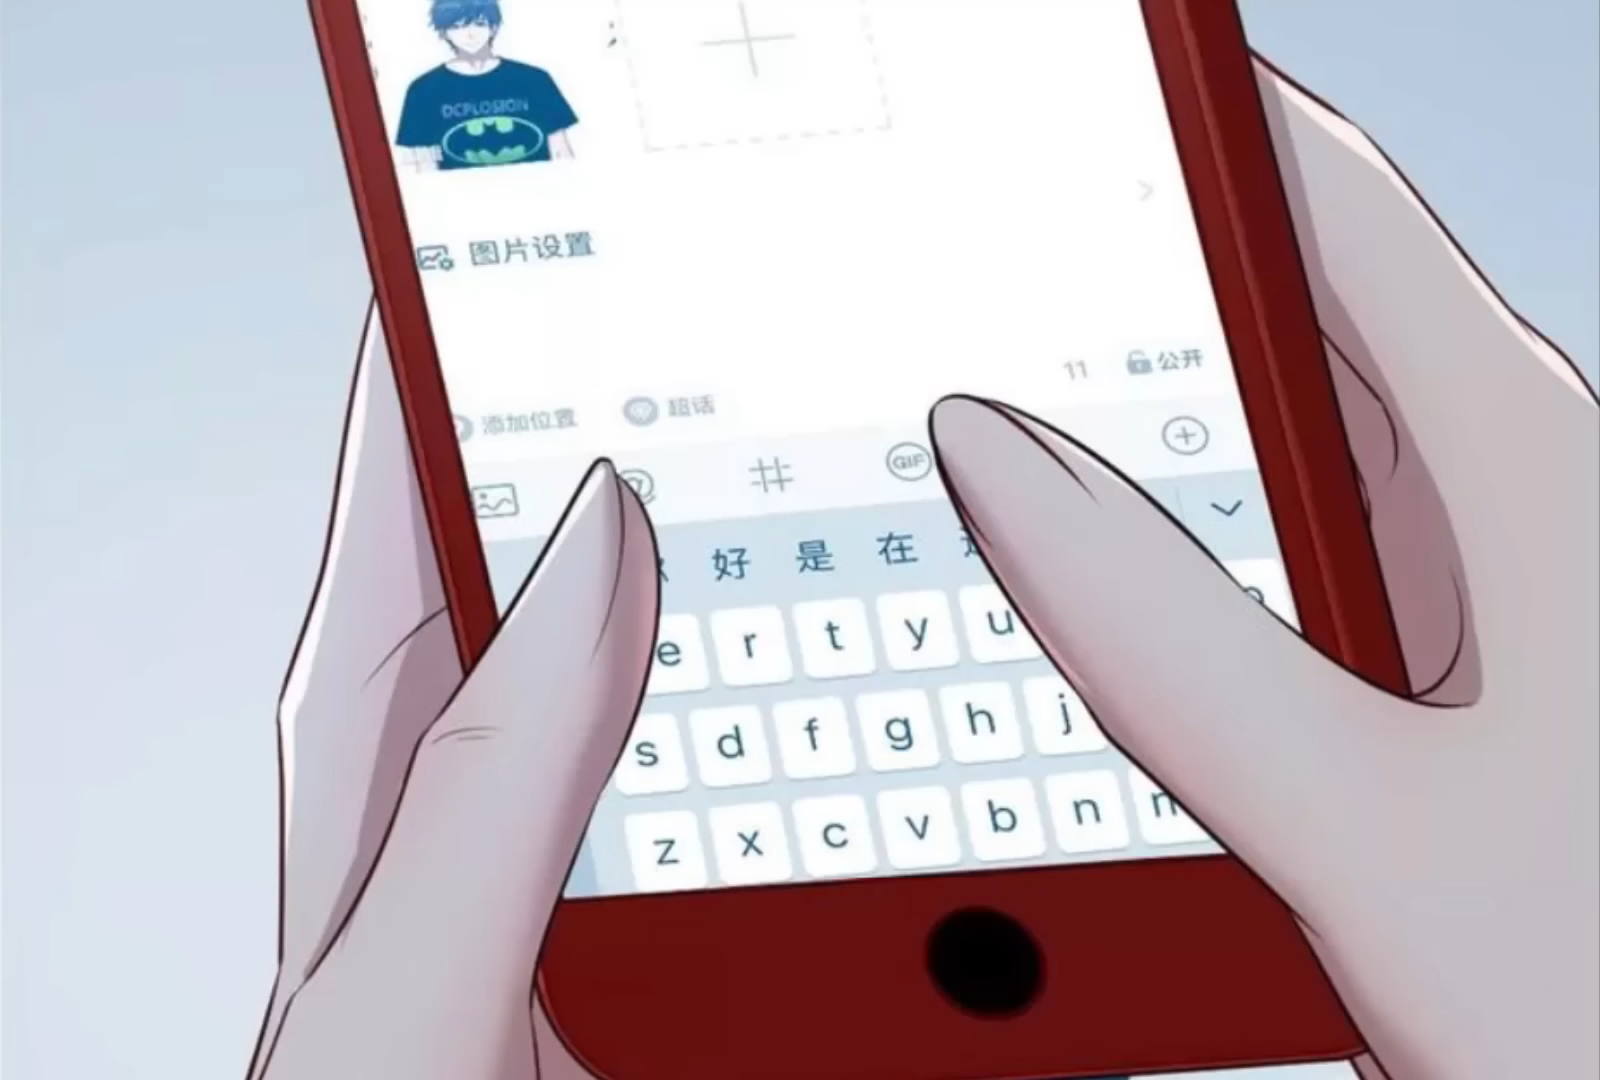 DCPLOSION
图片设置
11 公开
添加位置 超话
@ # GIF
好 是 在
e r t y u
s d f g h j
z x c v b n m